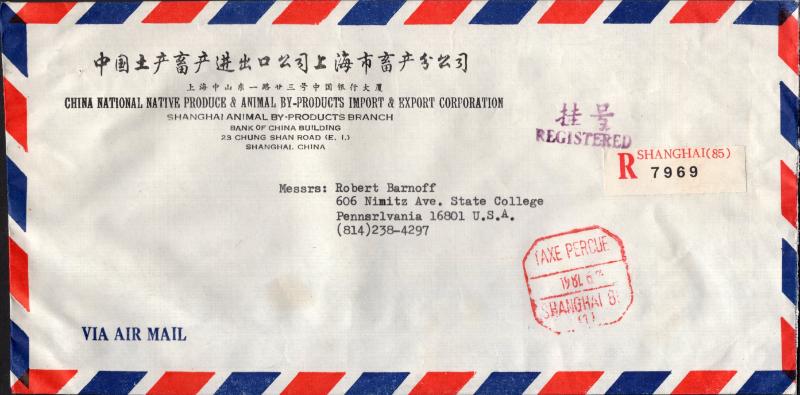 中国土产畜产进出口公司上海市畜产分公司
上海中山东一路廿三号中国银行大厦
CHINA NATIONAL NATIVE PRODUCE & ANIMAL BY-PRODUCTS IMPORT & EXPORT CORPORATION
SHANGHAI ANIMAL BY-PRODUCTS BRANCH
BANK OF CHINA BUILDING
23 CHUNG SHAN ROAD (E. I.)
SHANGHAI, CHINA
挂号
REGISTERED
R SHANGHAI(85)
7969
Messrs: Robert Barnoff
606 Nimitz Ave. State College
Pennsrlvania 16801 U.S.A.
(814)238-4297
TAXE PERCUE
SHANGHAI
VIA AIR MAIL